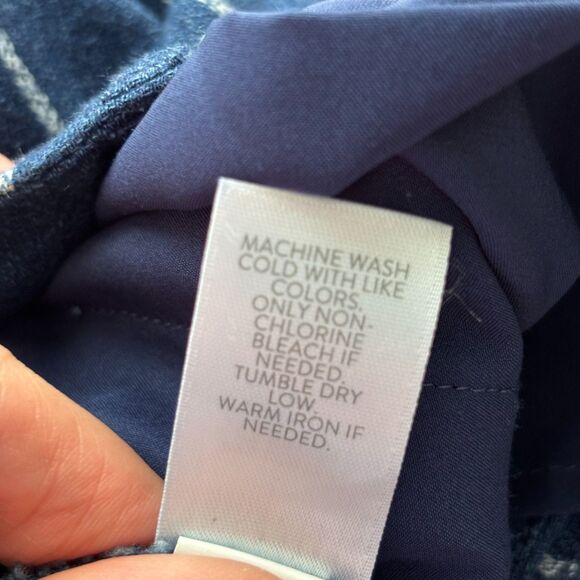 MACHINE WASH
COLD WITH LIKE
COLORS.
ONLY NON-
CHLORINE
BLEACH IF
NEEDED.
TUMBLE DRY
LOW.
WARM IRON IF
NEEDED.